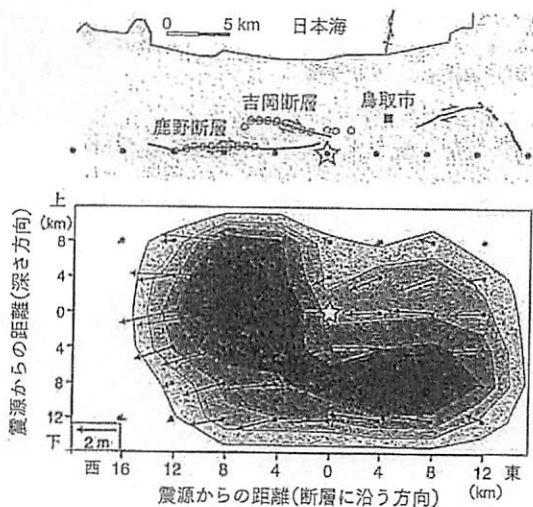 0 5 km 日本海
吉岡断層 鳥取市
鹿野断層
上
(km)
8
4
0
4
8
12
下
震源からの距離(深さ方向)
2 m
西 16 12 8 4 0 4 8 12 東
震源からの距離(断層に沿う方向) (km)